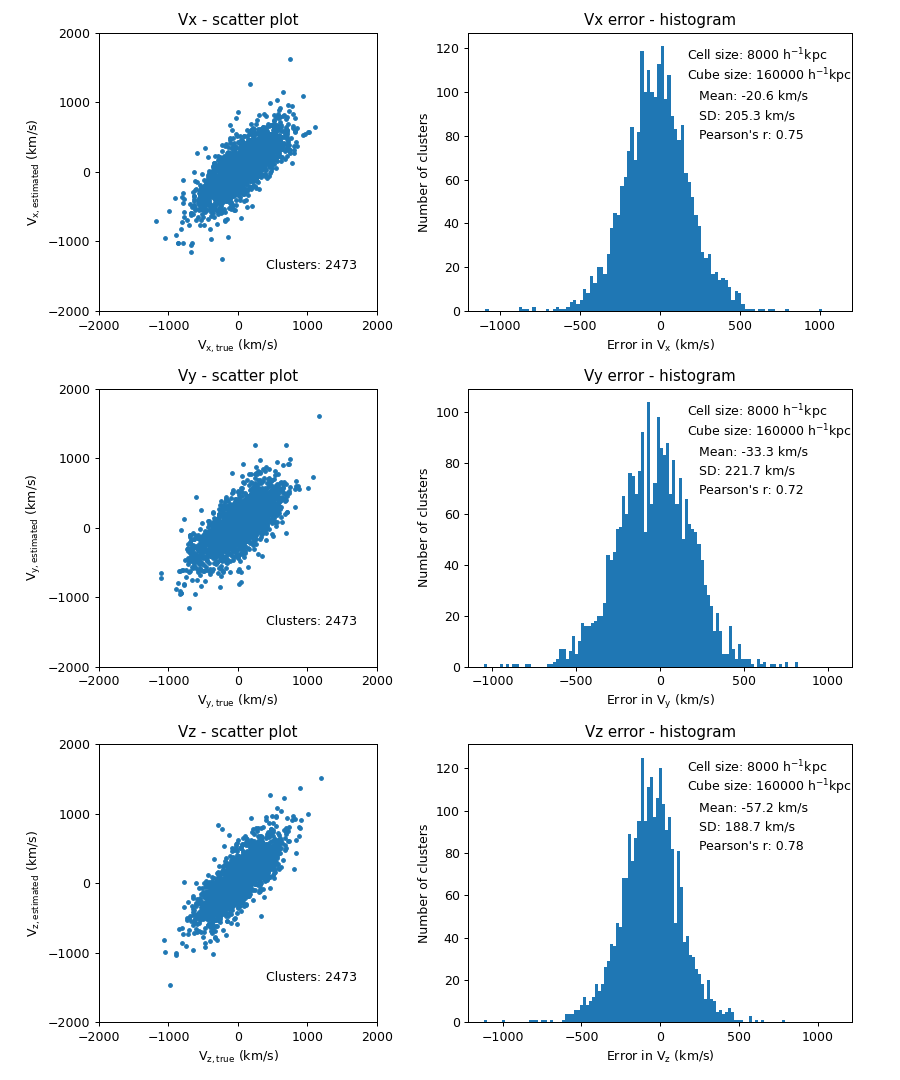 Vx - scatter plot
2000
1000
0
−1000
−2000
−2000 −1000 0 1000 2000
Vx, estimated (km/s)
Vx, true (km/s)
Clusters: 2473
Vx error - histogram
120
100
80
60
40
20
0
−1000 −500 0 500 1000
Number of clusters
Error in Vx (km/s)
Cell size: 8000 h⁻¹kpc
Cube size: 160000 h⁻¹kpc
Mean: -20.6 km/s
SD: 205.3 km/s
Pearson's r: 0.75
Vy - scatter plot
2000
1000
0
−1000
−2000
−2000 −1000 0 1000 2000
Vy, estimated (km/s)
Vy, true (km/s)
Clusters: 2473
Vy error - histogram
100
80
60
40
20
0
−1000 −500 0 500 1000
Number of clusters
Error in Vy (km/s)
Cell size: 8000 h⁻¹kpc
Cube size: 160000 h⁻¹kpc
Mean: -33.3 km/s
SD: 221.7 km/s
Pearson's r: 0.72
Vz - scatter plot
2000
1000
0
−1000
−2000
−2000 −1000 0 1000 2000
Vz, estimated (km/s)
Vz, true (km/s)
Clusters: 2473
Vz error - histogram
120
100
80
60
40
20
0
−1000 −500 0 500 1000
Number of clusters
Error in Vz (km/s)
Cell size: 8000 h⁻¹kpc
Cube size: 160000 h⁻¹kpc
Mean: -57.2 km/s
SD: 188.7 km/s
Pearson's r: 0.78